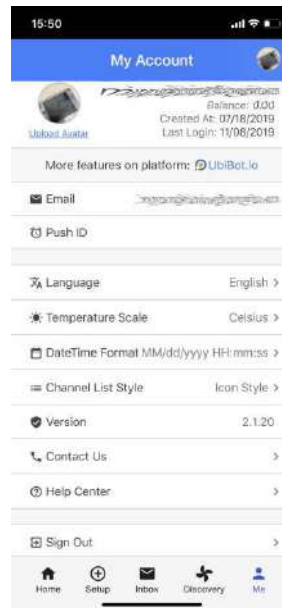 15:50
My Account
Balance: 0.00
Created At: 07/18/2019
Upload Avatar
Last Login: 11/08/2019
More features on platform: UbiBot.io
Email
Push ID
Language English >
Temperature Scale Celsius >
DateTime Format MM/dd/yyyy HH:mm:ss >
Channel List Style Icon Style >
Version 2.1.20
Contact Us >
Help Center >
Sign Out >
Home Setup Inbox Discovery Me